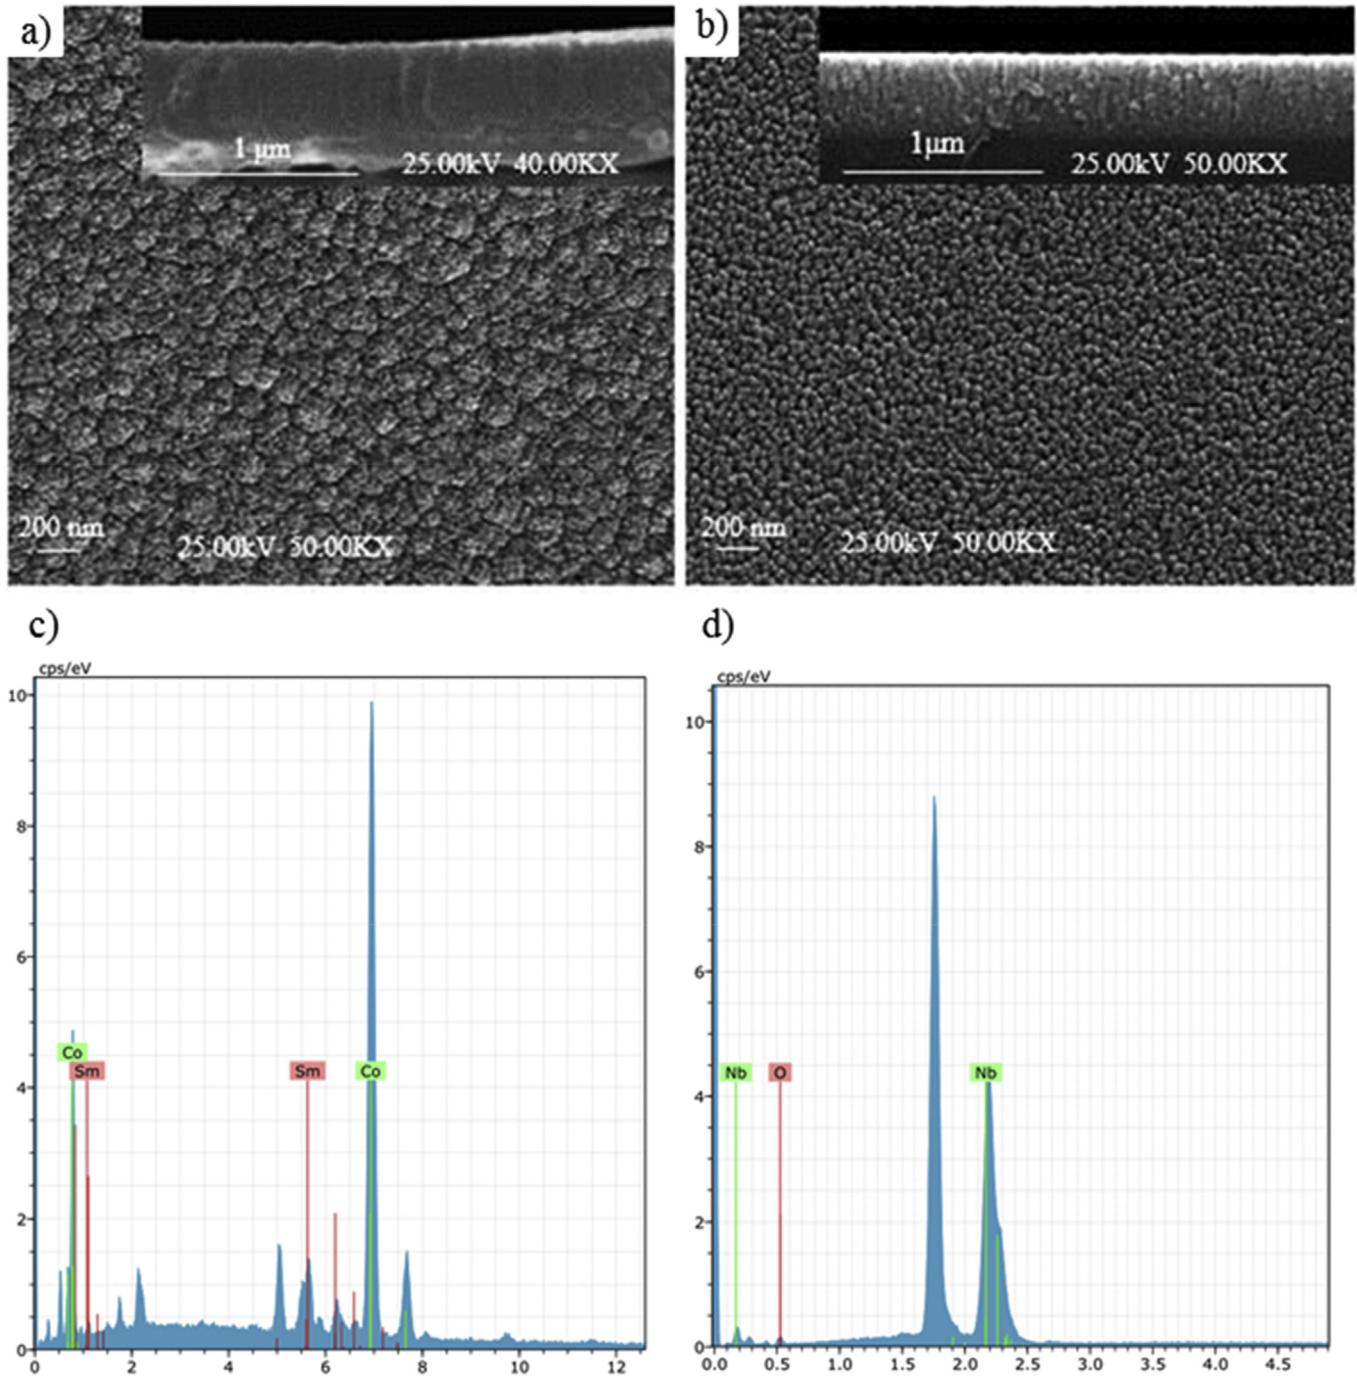 a)
1 μm
25.00kV 40.00KX
200 nm
25.00kV 50.00KX
b)
1μm
25.00kV 50.00KX
200 nm
25.00kV 50.00KX
c)
cps/eV
10
8
6
4
2
0
Co
Sm
Sm
Co
0 2 4 6 8 10 12
d)
cps/eV
10
8
6
4
2
0
Nb
O
Nb
0.0 0.5 1.0 1.5 2.0 2.5 3.0 3.5 4.0 4.5